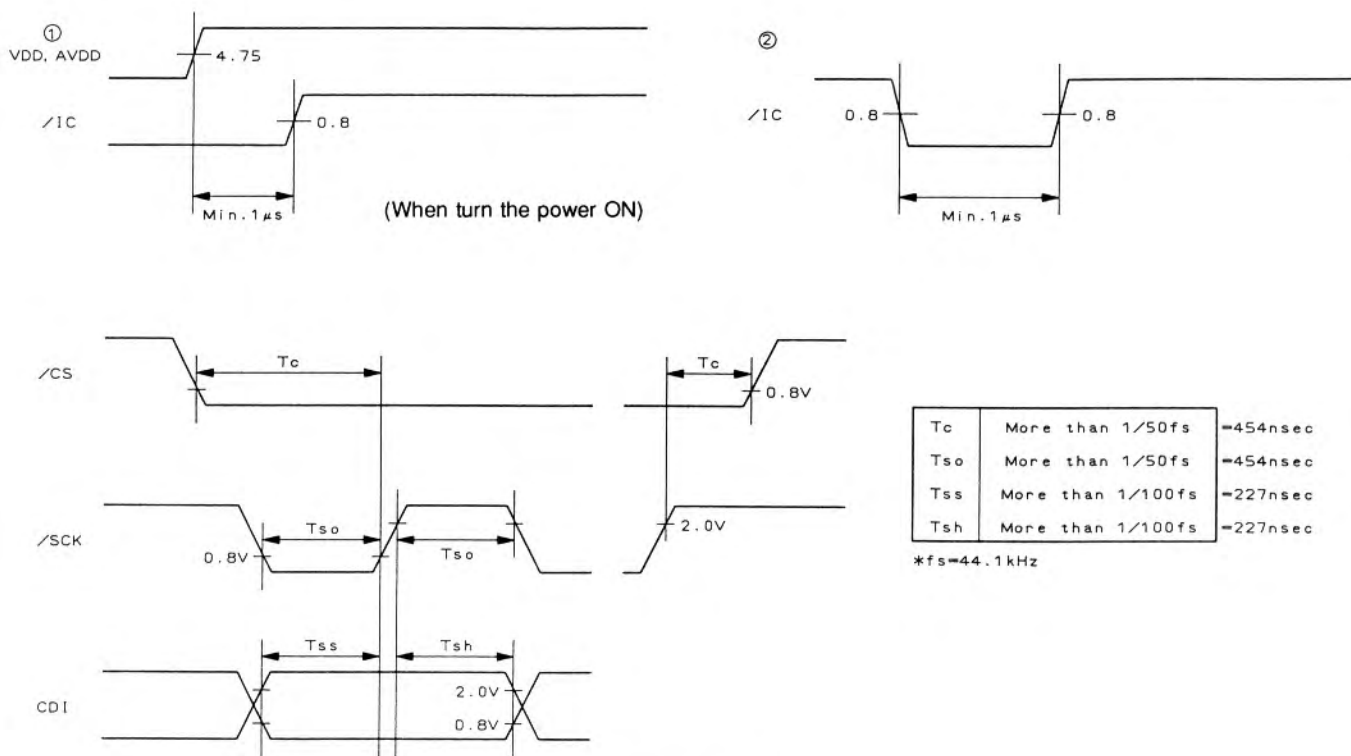 ①
VDD, AVDD
4.75
/IC
0.8
Min.1μs
(When turn the power ON)
②
/IC
0.8
0.8
Min.1μs
/CS
Tc
Tc
0.8V
/SCK
0.8V
Tso
Tso
2.0V
CDI
Tss
Tsh
2.0V
0.8V
Tc More than 1/50fs =454nsec
Tso More than 1/50fs =454nsec
Tss More than 1/100fs =227nsec
Tsh More than 1/100fs =227nsec
*fs=44.1kHz